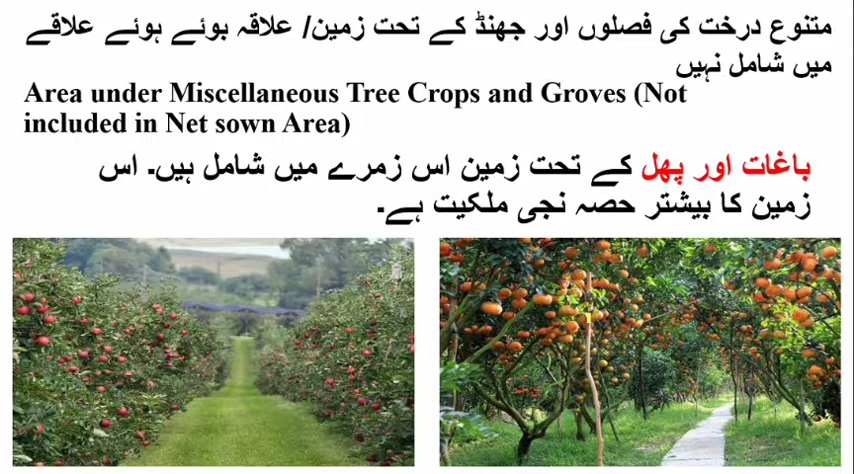 متنوع درخت کی فصلوں اور جھنڈ کے تحت زمین/ علاقہ بوئے ہوئے علاقے
میں شامل نہیں
Area under Miscellaneous Tree Crops and Groves (Not
included in Net sown Area)
باغات اور پھل کے تحت زمین اس زمرے میں شامل ہیں۔ اس
زمین کا بیشتر حصہ نجی ملکیت ہے۔